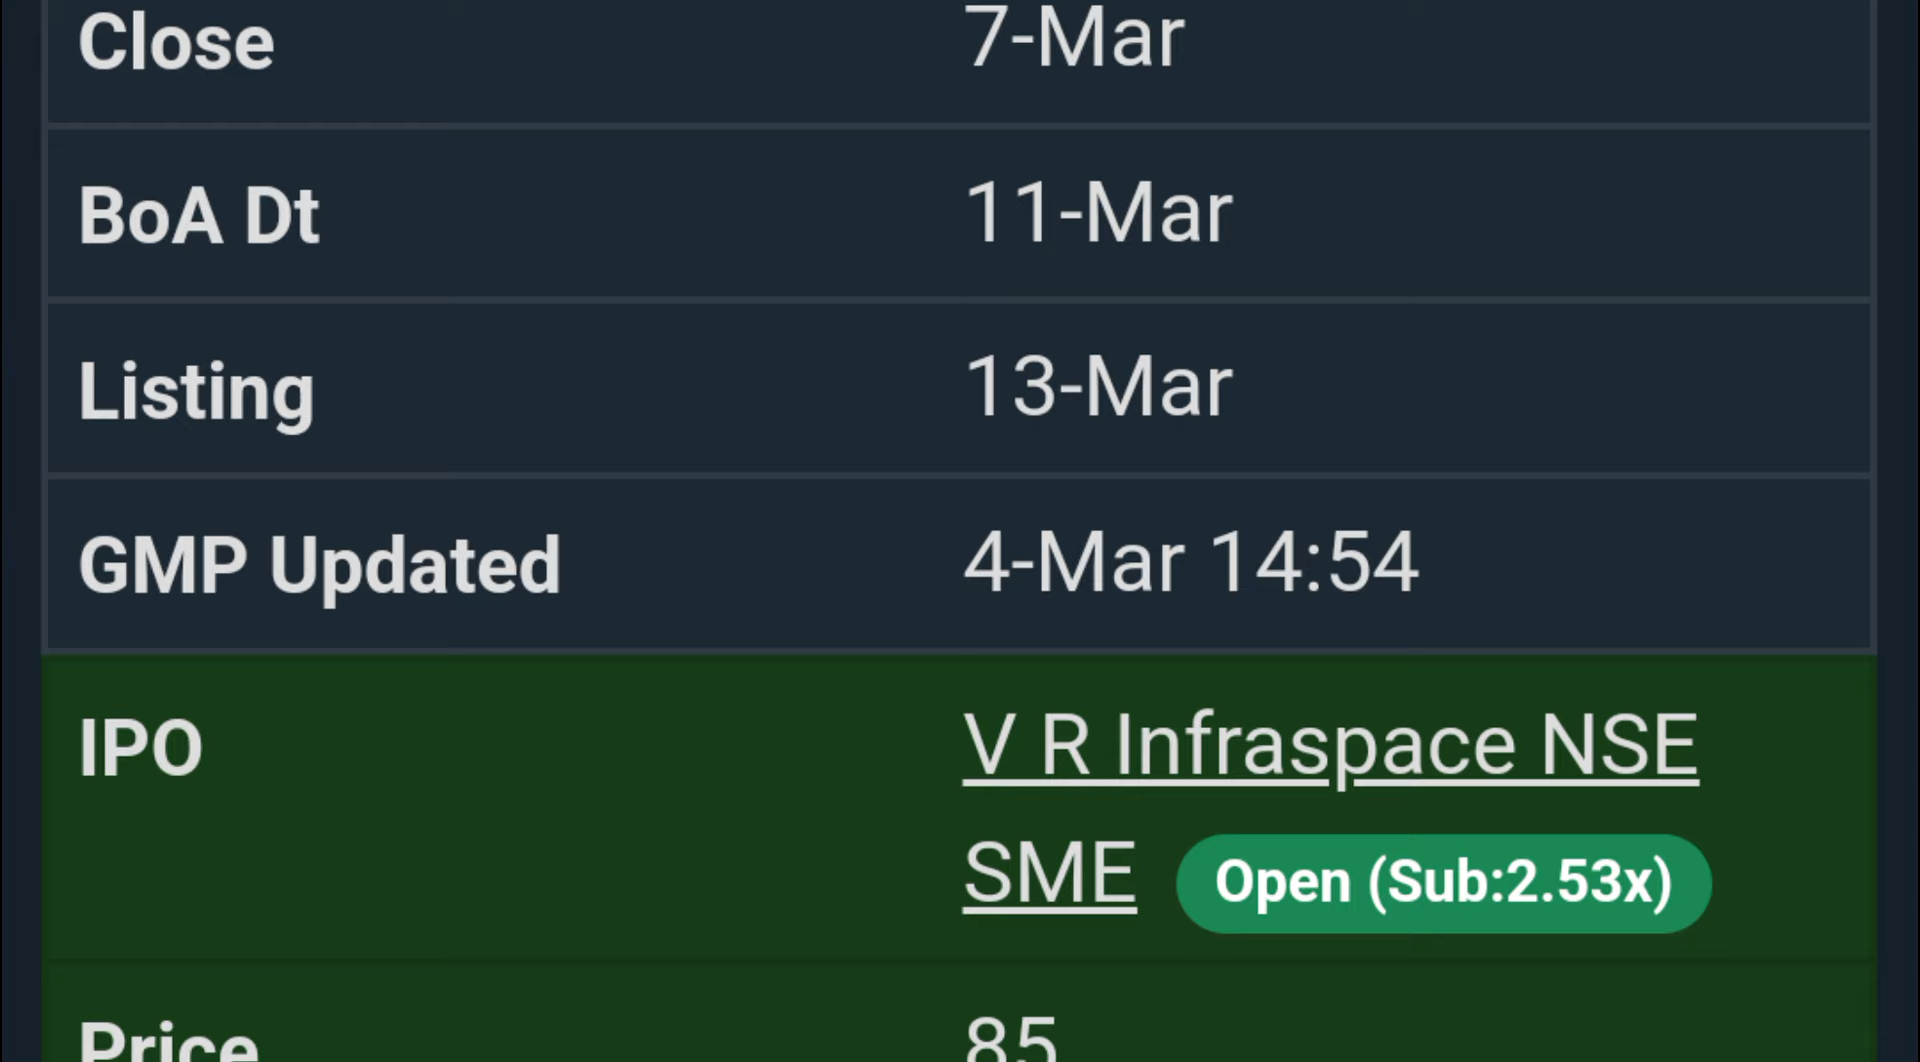 Close 7-Mar
BoA Dt 11-Mar
Listing 13-Mar
GMP Updated 4-Mar 14:54
IPO V R Infraspace NSE
SME Open (Sub:2.53x)
Price 85